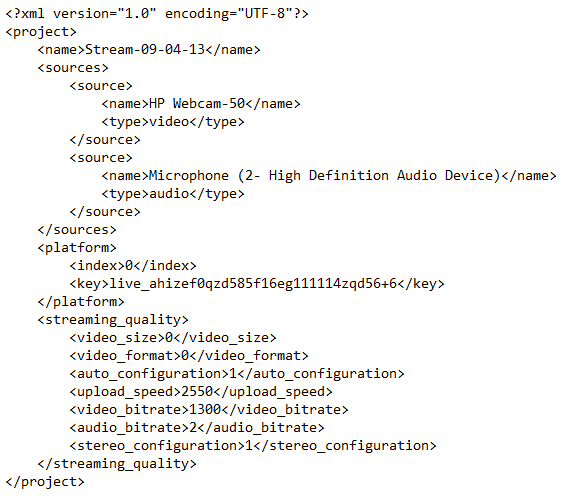 <?xml version="1.0" encoding="UTF-8"?>
<project>
    <name>Stream-09-04-13</name>
    <sources>
        <source>
            <name>HP Webcam-50</name>
            <type>video</type>
        </source>
        <source>
            <name>Microphone (2- High Definition Audio Device)</name>
            <type>audio</type>
        </source>
    </sources>
    <platform>
        <index>0</index>
        <key>live_ahizef0qzd585f16eg111114zqd56+6</key>
    </platform>
    <streaming_quality>
        <video_size>0</video_size>
        <video_format>0</video_format>
        <auto_configuration>1</auto_configuration>
        <upload_speed>2550</upload_speed>
        <video_bitrate>1300</video_bitrate>
        <audio_bitrate>2</audio_bitrate>
        <stereo_configuration>1</stereo_configuration>
    </streaming_quality>
</project>